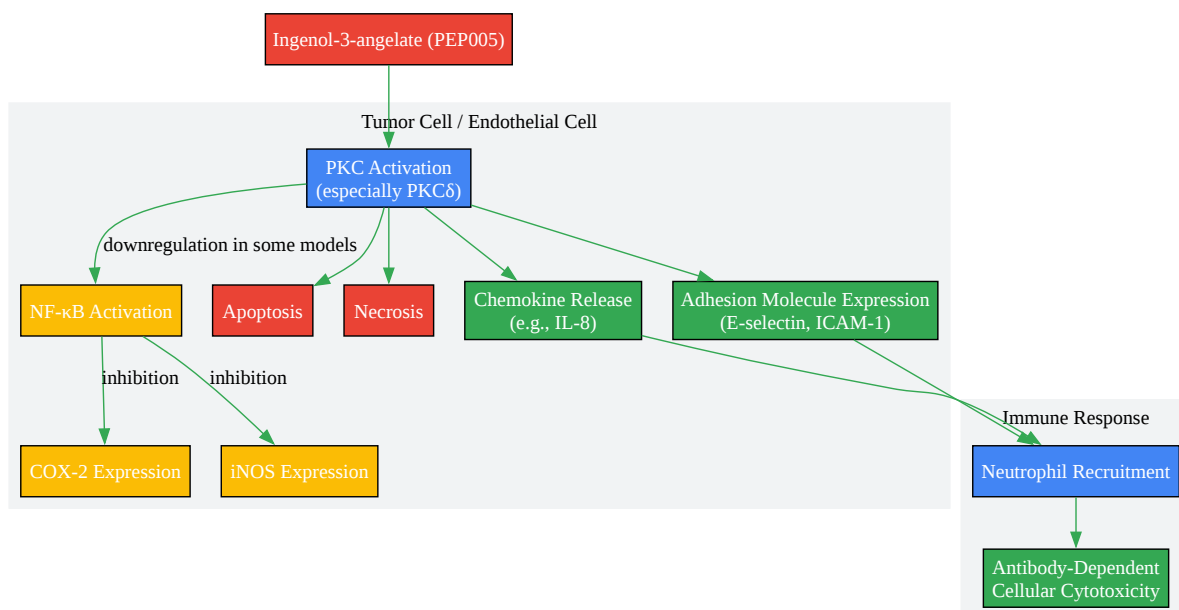 Ingenol-3-angelate (PEP005)
Tumor Cell / Endothelial Cell
PKC Activation
(especially PKCδ)
downregulation in some models
NF-κB Activation
Apoptosis
Necrosis
Chemokine Release
(e.g., IL-8)
Adhesion Molecule Expression
(E-selectin, ICAM-1)
inhibition
inhibition
Immune Response
COX-2 Expression
iNOS Expression
Neutrophil Recruitment
Antibody-Dependent
Cellular Cytotoxicity